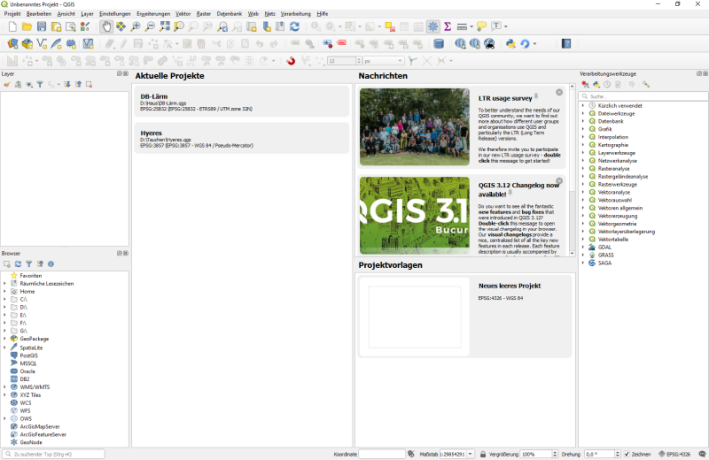 Unbenanntes Projekt - QGIS
Projekt Bearbeiten Ansicht Layer Einstellungen Erweiterungen Vektor Raster Datenbank Web Netz Verarbeitung Hilfe
Layer
Browser
Favoriten
Räumliche Lesezeichen
Home
C:\
D:\
E:\
F:\
G:\
GeoPackage
SpatiaLite
PostGIS
MSSQL
Oracle
DB2
WMS/WMTS
XYZ Tiles
WCS
WFS
OWS
ArcGisMapServer
ArcGisFeatureServer
GeoNode
Aktuelle Projekte
DB-Lärm
D:\Haus\DB-Lärm.qgs
EPSG:25832 (EPSG:25832 - ETRS89 / UTM zone 32N)
Hyeres
D:\Tauchen\hyeres.qgz
EPSG:3857 (EPSG:3857 - WGS 84 / Pseudo-Mercator)
Nachrichten
LTR usage survey
To better understand the needs of our
QGIS community, we want to find out
more about how different user groups
and organisations use QGIS and
particularly the LTR (Long Term
Release) versions.
We therefore invite you to participate
in our new LTR usage survey - double
click this message to get started!
QGIS 3.1
Bucur
QGIS 3.12 Changelog now
available!
Do you want to see all the fantastic
new features and bug fixes that
were introduced in QGIS 3.12?
Double-click this message to open
the visual changelog in your browser.
Our visual changelogs provide a
nice, centralized list of all the key new
features in each release. Each feature
description is usually accompanied by
Projektvorlagen
Neues leeres Projekt
EPSG:4326 - WGS 84
Verarbeitungswerkzeuge
Suche
Kürzlich verwendet
Dateiwerkzeuge
Datenbank
Grafik
Interpolation
Kartographie
Layerwerkzeuge
Netzwerkanalyse
Rasteranalyse
Rastergeländeanalyse
Rasterwerkzeuge
Vektoranalyse
Vektorauswahl
Vektoren allgemein
Vektorerzeugung
Vektorgeometrie
Vektorlayerüberlagerung
Vektortabelle
GDAL
GRASS
SAGA
Zu suchender Typ (Strg+K)
Koordinate
Maßstab
Vergrößerung 100%
Drehung 0,0 °
Zeichnen
EPSG:4326